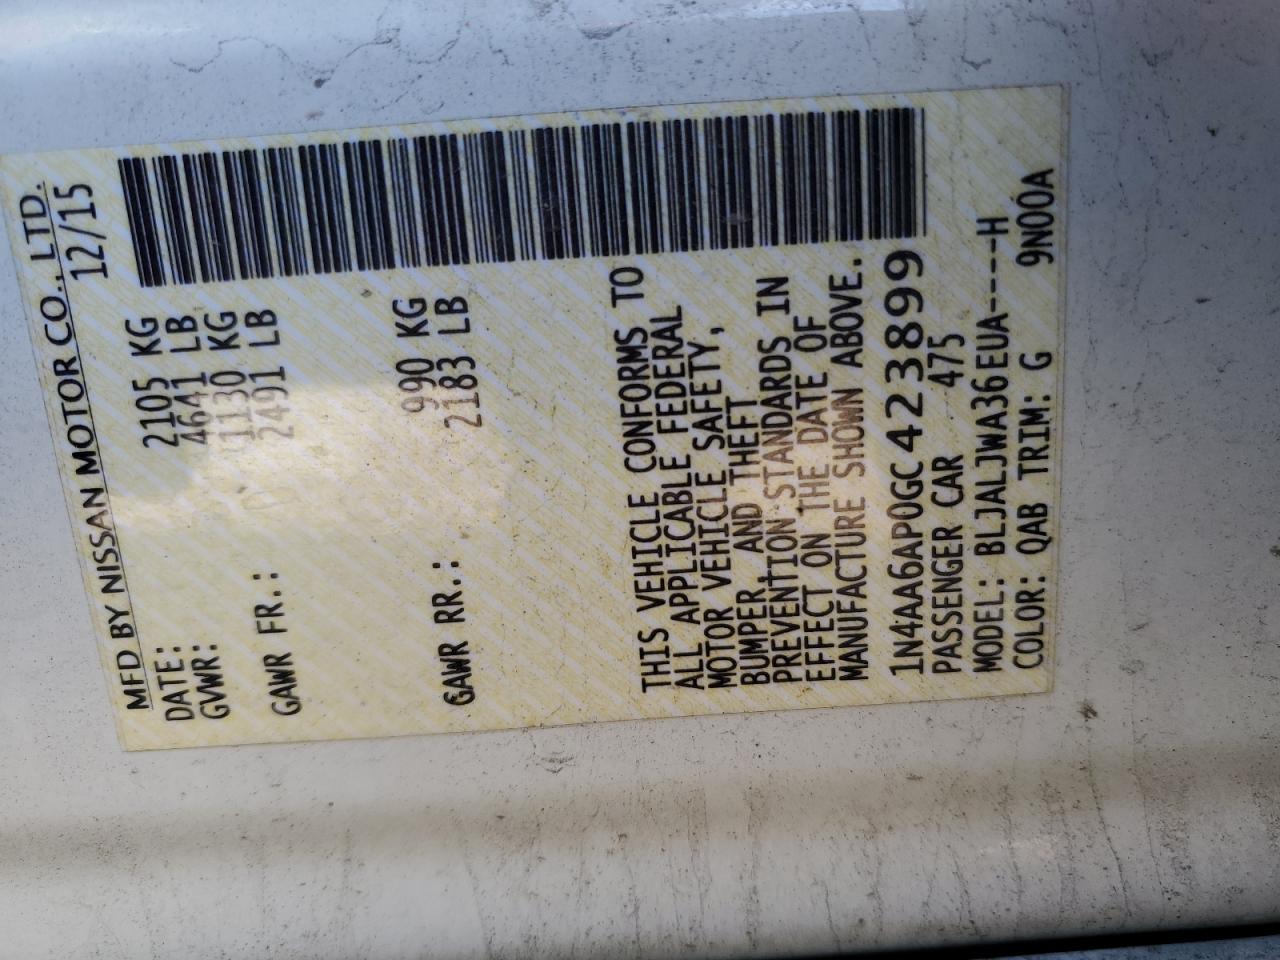 MFD BY NISSAN MOTOR CO., LTD.
DATE: 12/15
GVWR: 2105 KG
4641 LB
GAWR FR.: 1130 KG
2491 LB
GAWR RR.: 990 KG
2183 LB
THIS VEHICLE CONFORMS TO
ALL APPLICABLE FEDERAL
MOTOR VEHICLE SAFETY,
BUMPER AND THEFT
PREVENTION STANDARDS IN
EFFECT ON THE DATE OF
MANUFACTURE SHOWN ABOVE.
1N4AA6AP0GC423899
PASSENGER CAR 475
MODEL: BLJALJWA36EUA----H
COLOR: QAB TRIM: G 9N00A